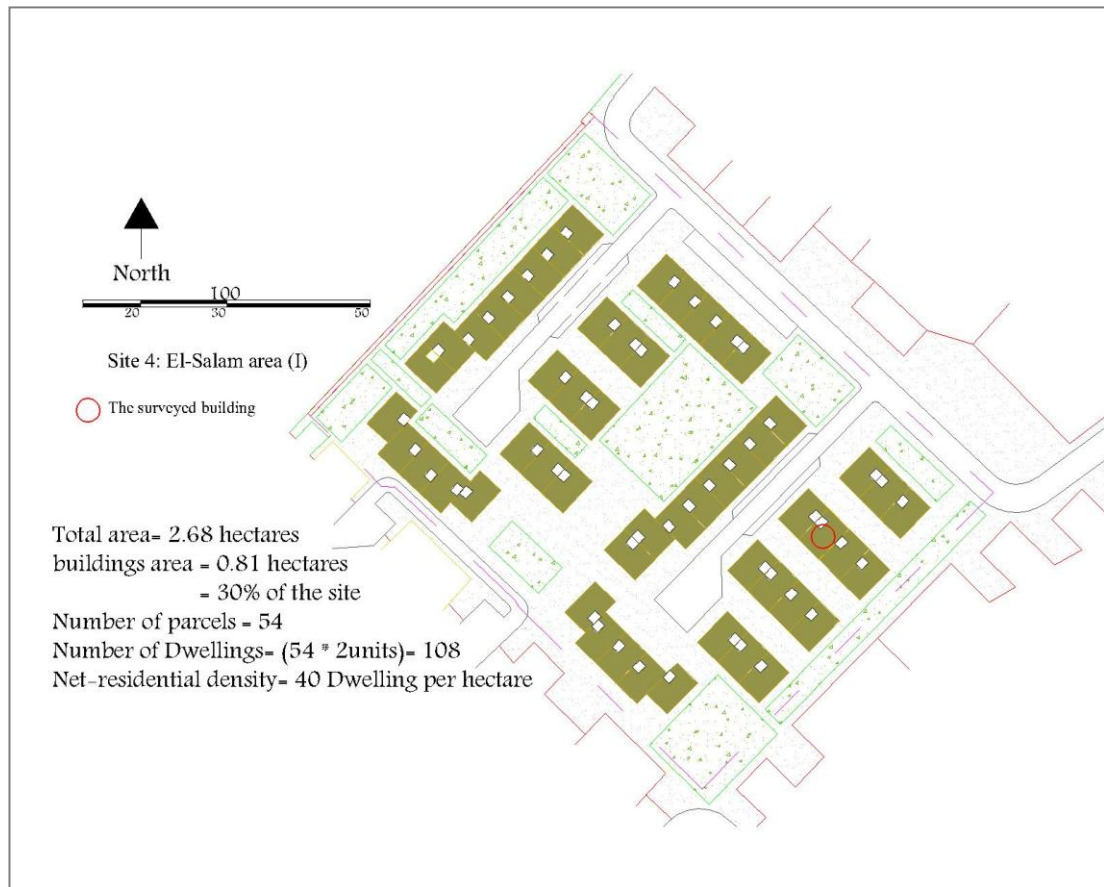 North
100
20 30 50
Site 4: El-Salam area (I)
The surveyed building
Total area= 2.68 hectares
buildings area = 0.81 hectares
= 30% of the site
Number of parcels = 54
Number of Dwellings= (54 * 2units)= 108
Net-residential density= 40 Dwelling per hectare